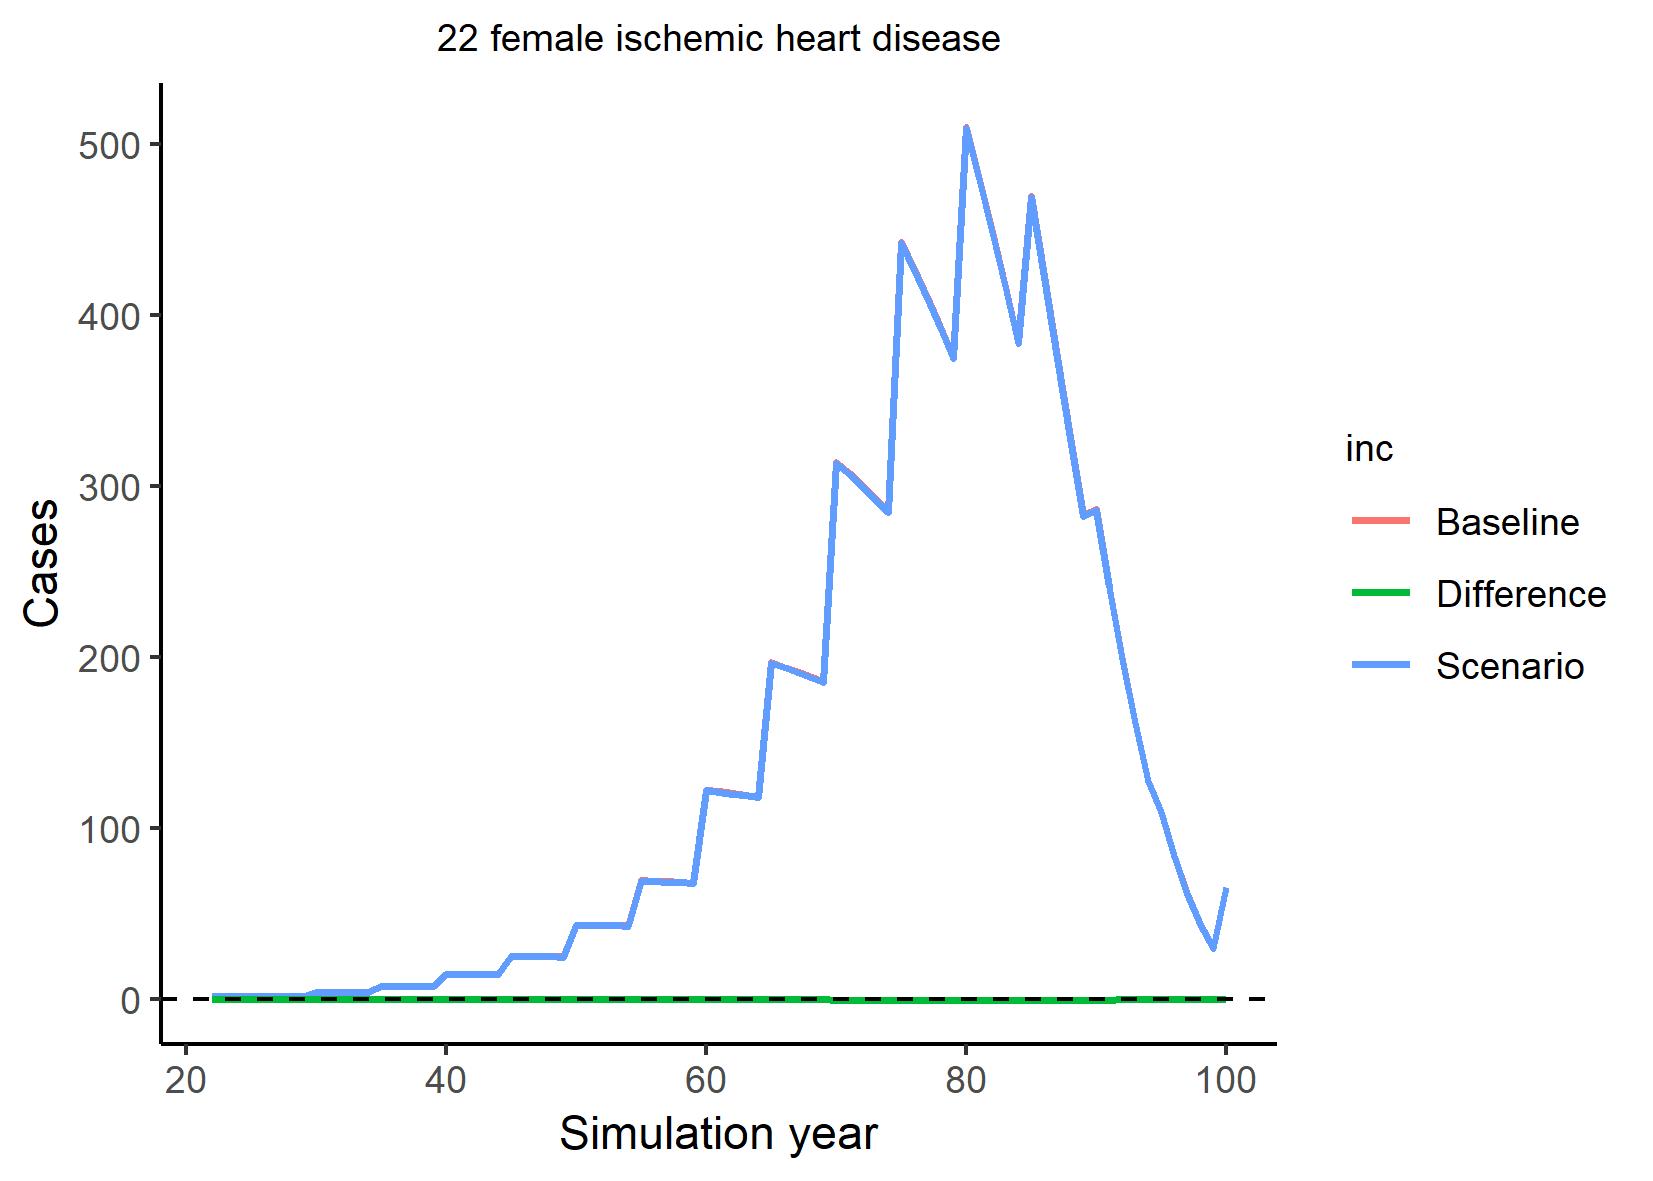 22 female ischemic heart disease
500
400
300
200
100
0
Cases
20 40 60 80 100
Simulation year
inc
Baseline
Difference
Scenario